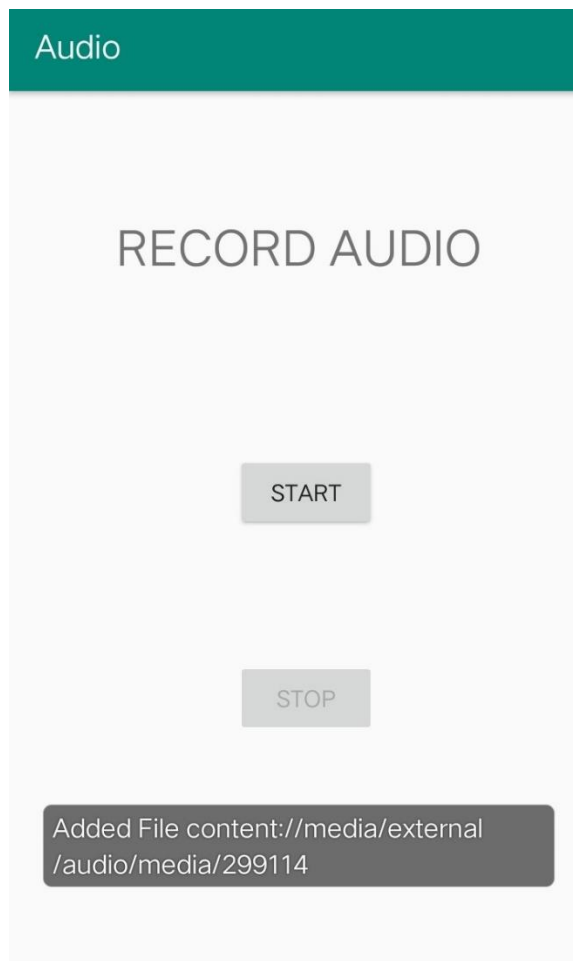 Audio
RECORD AUDIO
START
STOP
Added File content://media/external
/audio/media/299114